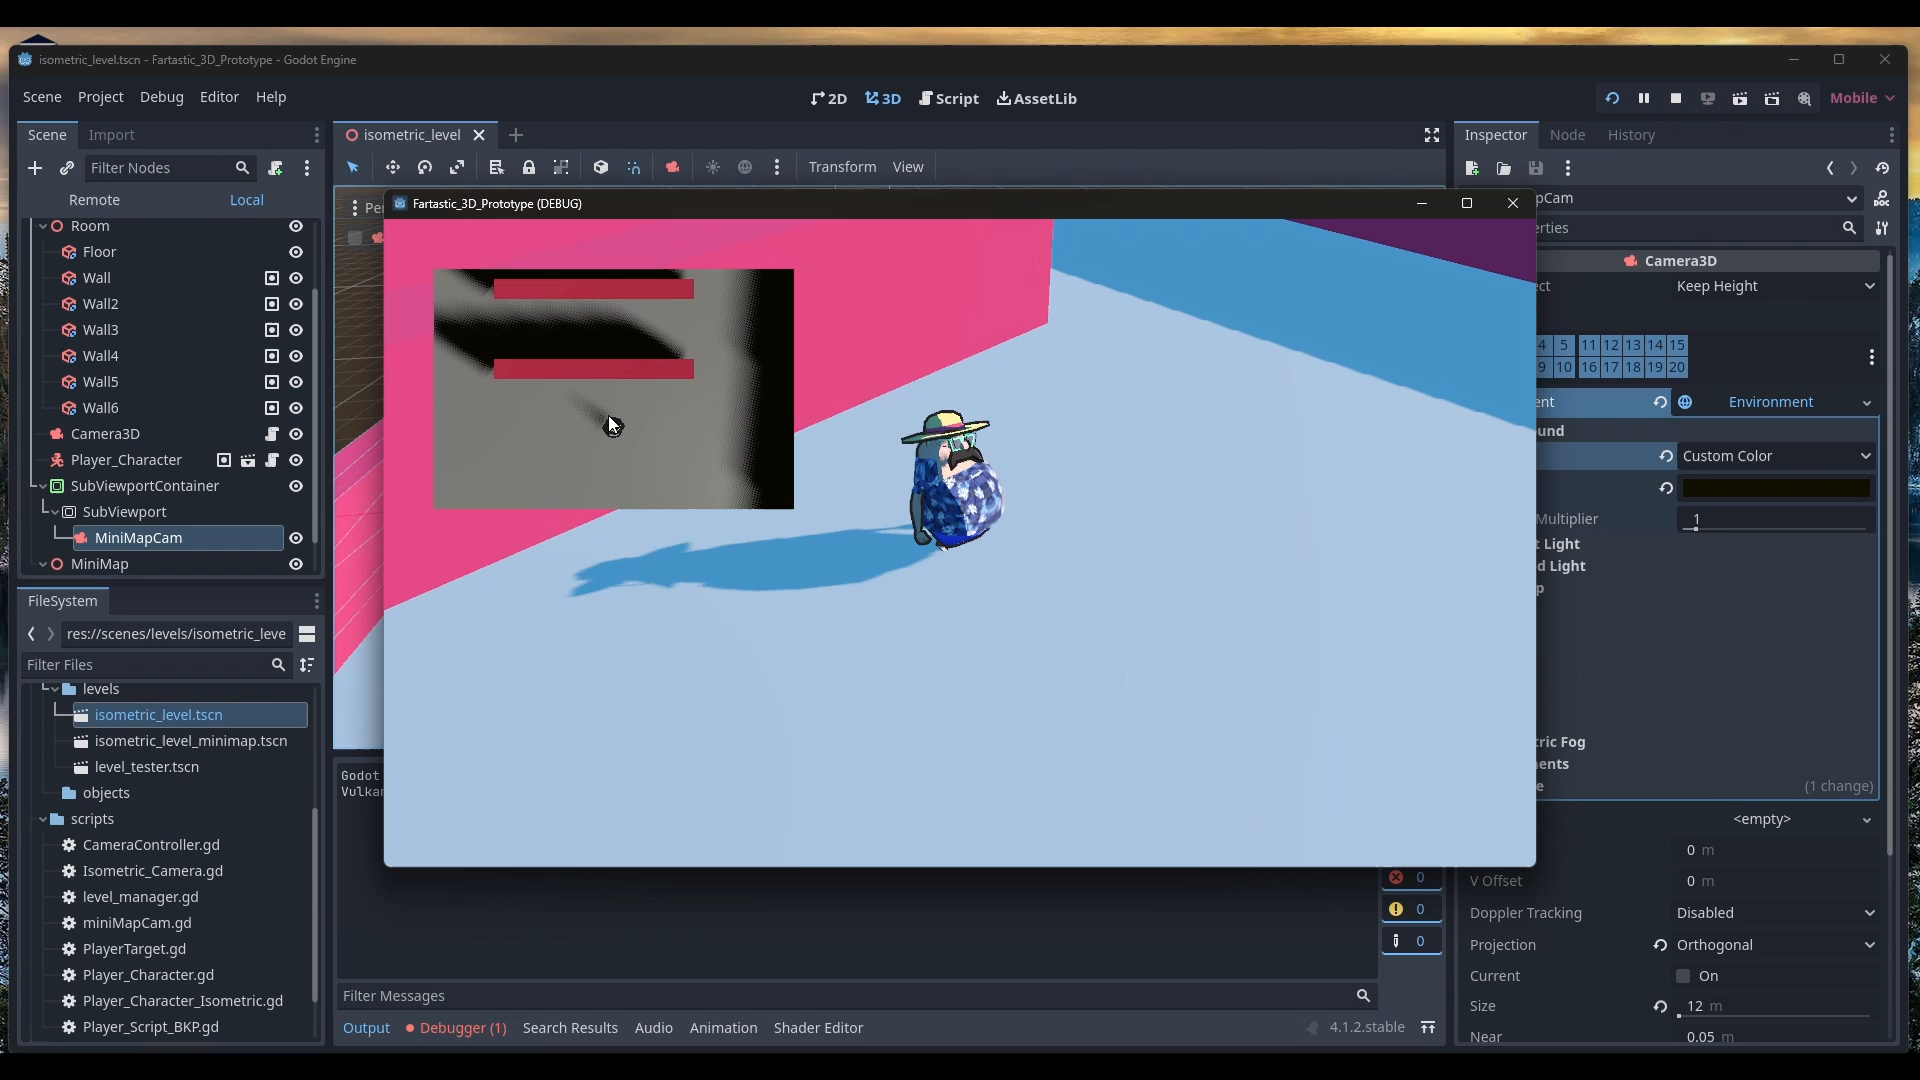 isometric_level.tscn - Fartastic_3D_Prototype - Godot Engine
Scene Project Debug Editor Help
2D 3D Script AssetLib
Mobile
Scene Import
Filter Nodes
Remote Local
Room
Floor
Wall
Wall2
Wall3
Wall4
Wall5
Wall6
Camera3D
Player_Character
SubViewportContainer
SubViewport
MiniMapCam
MiniMap
FileSystem
res://scenes/levels/isometric_leve
Filter Files
levels
isometric_level.tscn
isometric_level_minimap.tscn
level_tester.tscn
objects
scripts
CameraController.gd
Isometric_Camera.gd
level_manager.gd
miniMapCam.gd
PlayerTarget.gd
Player_Character.gd
Player_Character_Isometric.gd
Player_Script_BKP.gd
isometric_level
Transform View
Pe
Fartastic_3D_Prototype (DEBUG)
Godot
Vulka
0
0
0
Filter Messages
Output Debugger (1) Search Results Audio Animation Shader Editor
4.1.2.stable
Inspector Node History
pCam
erties
Camera3D
ect Keep Height
4 5 11 12 13 14 15
9 10 16 17 18 19 20
ent Environment
und
Custom Color
Multiplier 1
t Light
d Light
p
tric Fog
ents
e (1 change)
<empty>
0 m
V Offset 0 m
Doppler Tracking Disabled
Projection Orthogonal
Current On
Size 12 m
Near 0.05 m